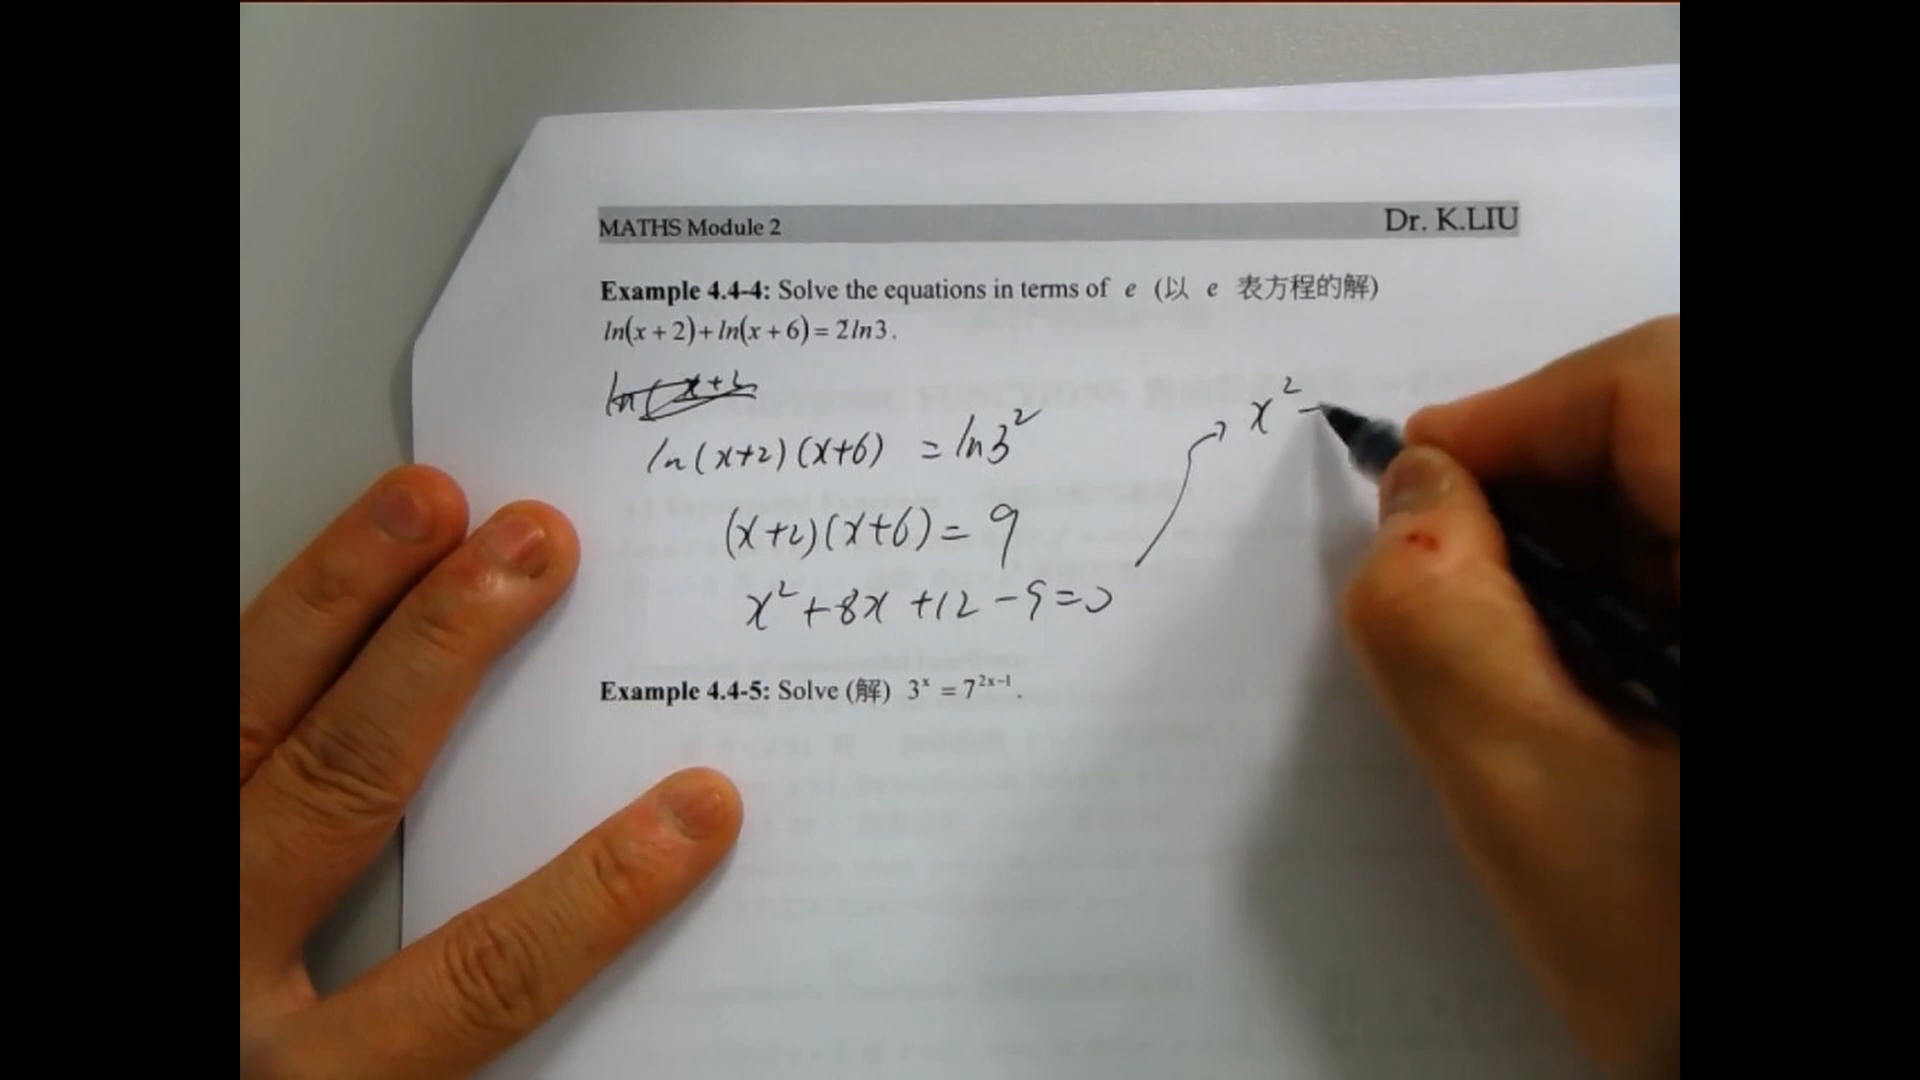 MATHS Module 2 Dr. K.LIU
Example 4.4-4: Solve the equations in terms of e (以 e 表方程的解)
ln(x + 2) + ln(x + 6) = 2ln3.
ln(x+2
ln(x+2)(x+6) = ln3²
(x+2)(x+6) = 9
x²+8x+12-9=0
x²-
Example 4.4-5: Solve (解) 3ˣ = 7²ˣ⁻¹.